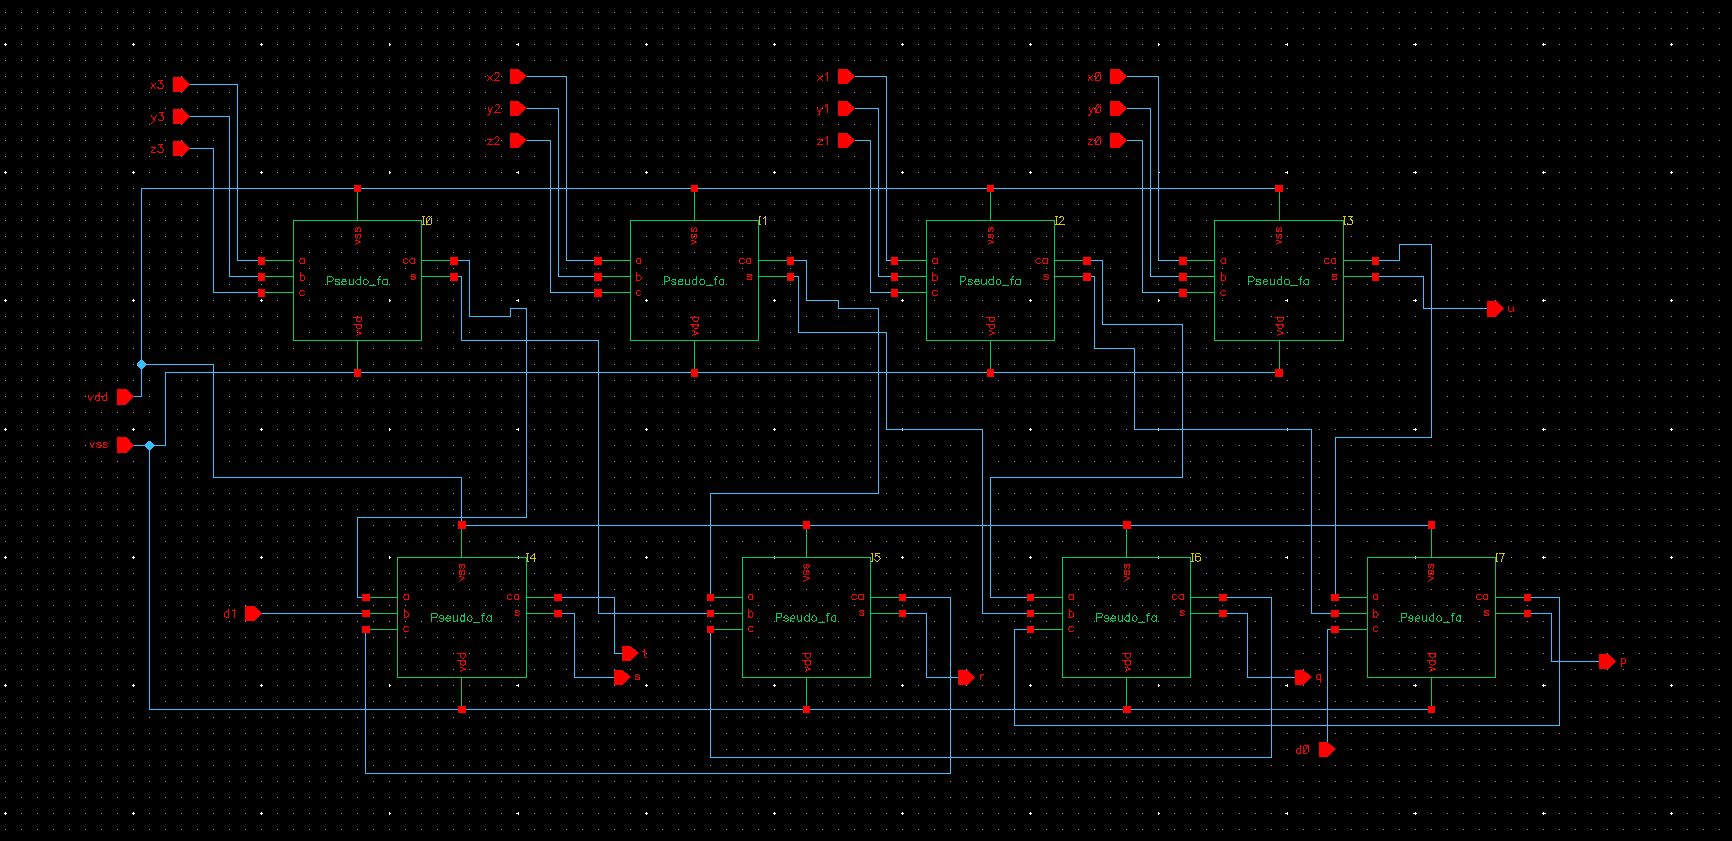 x3
y3
z3
x2
y2
z2
x1
y1
z1
x0
y0
z0
I0
vss
a
b
c
ca
s
Pseudo_fa
vdd
I1
vss
a
b
c
ca
s
Pseudo_fa
vdd
I2
vss
a
b
c
ca
s
Pseudo_fa
vdd
I3
vss
a
b
c
ca
s
Pseudo_fa
vdd
u
vdd
vss
I4
vss
a
b
c
ca
s
Pseudo_fa
vdd
d1
t
s
I5
vss
a
b
c
ca
s
Pseudo_fa
vdd
r
I6
vss
a
b
c
ca
s
Pseudo_fa
vdd
q
I7
vss
a
b
c
ca
s
Pseudo_fa
vdd
p
d0